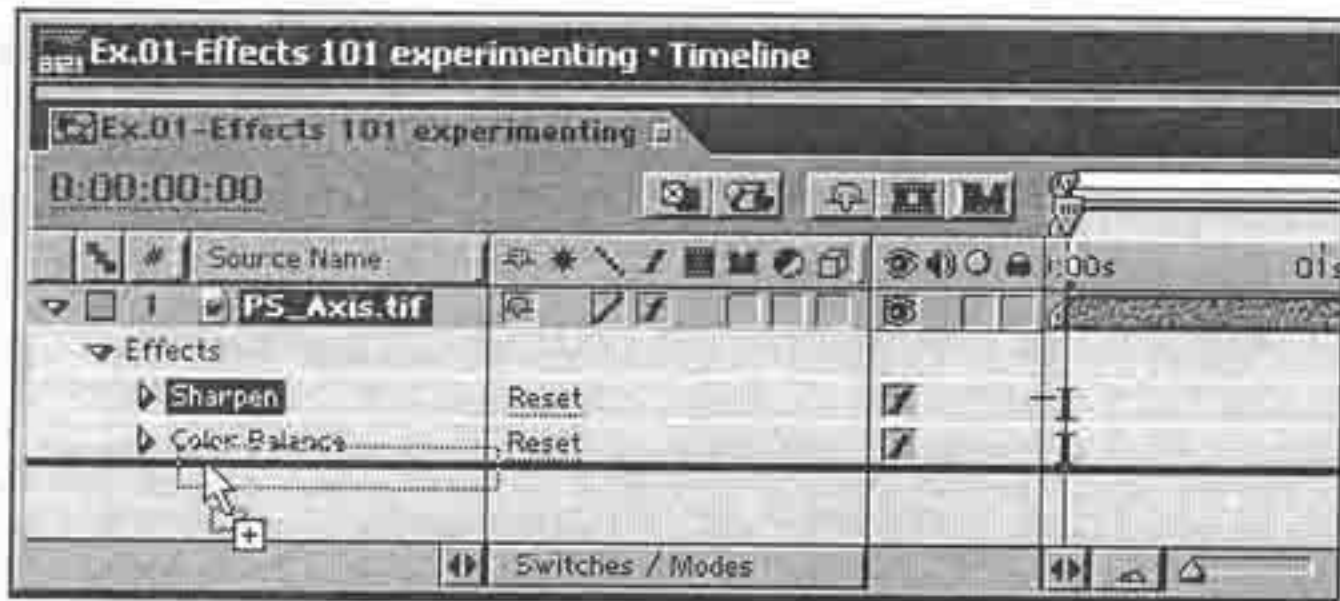 Ex.01-Effects 101 experimenting • Timeline
Ex.01-Effects 101 experimenting
0:00:00:00
# Source Name
:00s 01s
1 PS_Axis.tif
Effects
Sharpen Reset
Color Balance Reset
Switches / Modes